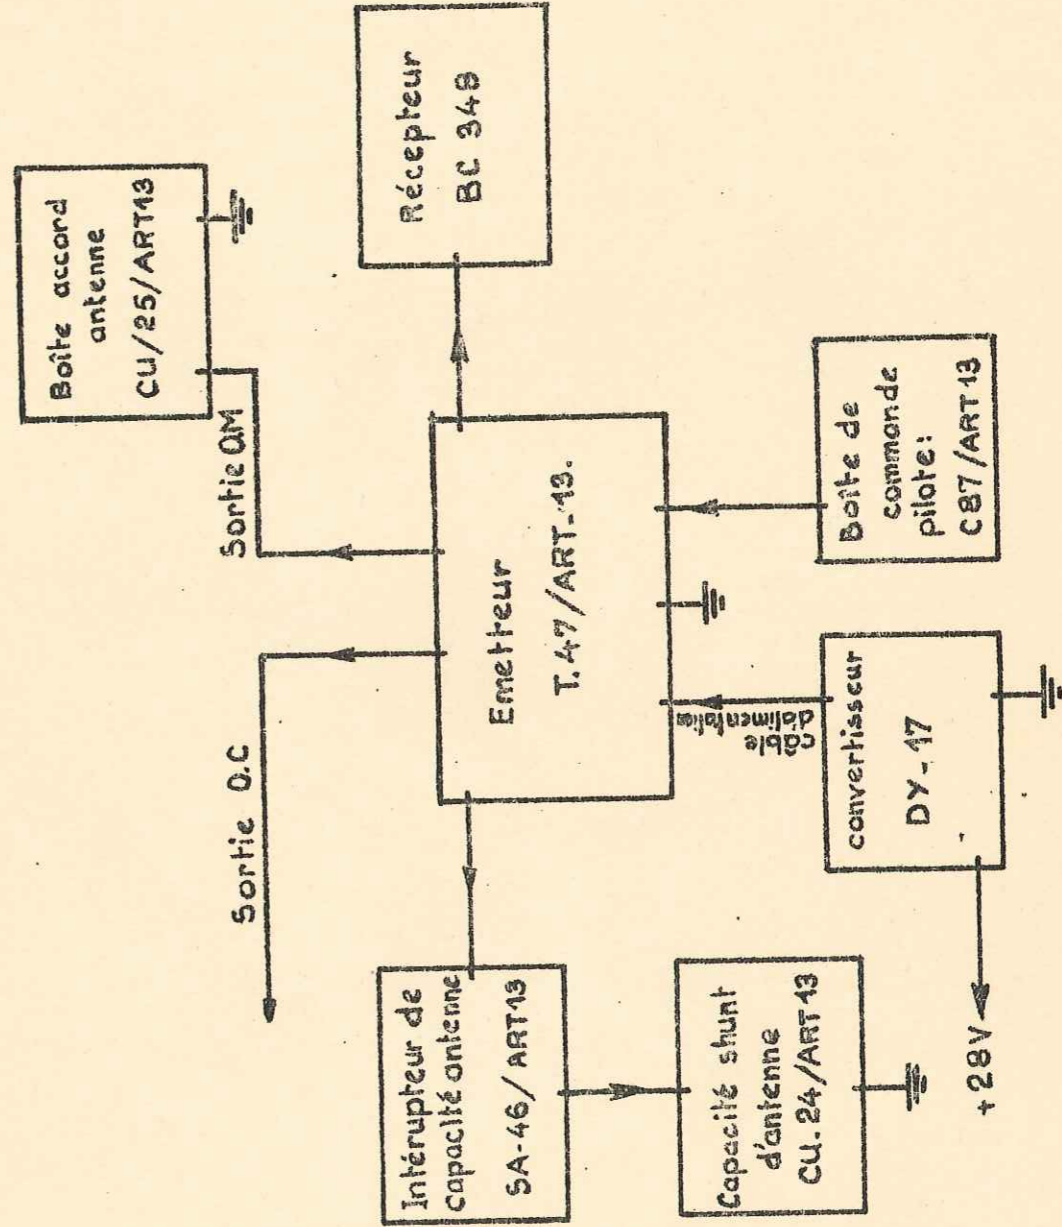 Boîte accord
antenne
CU/25/ART13
Récepteur
BC 348
Sortie O.M
Sortie O.C
Emetteur
T.47/ART-13.
Intérupteur de
capacité antenne
SA-46/ART13
Capacité shunt
d'antenne
CU.24/ART13
câble
d'alimentation
convertisseur
DY-17
+28V
Boîte de
commande
pilote:
C87/ART13